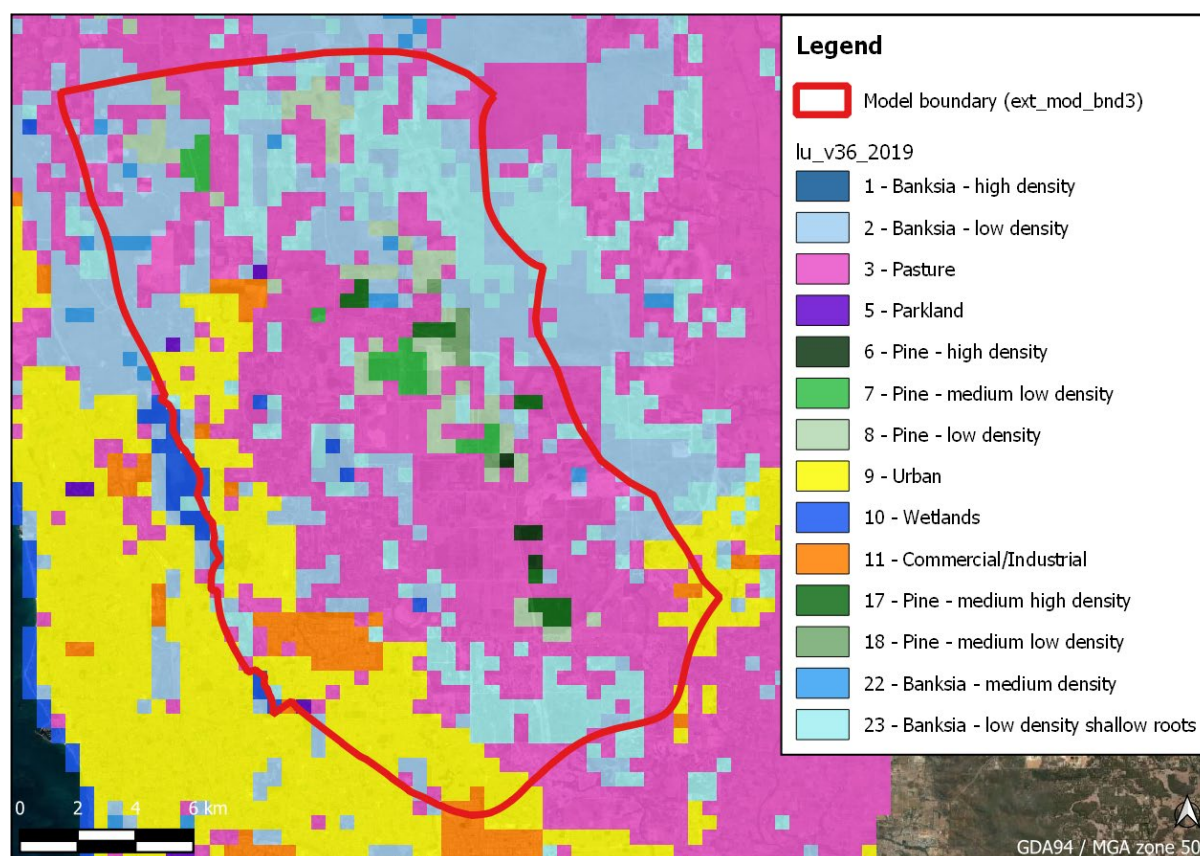 Legend
Model boundary (ext_mod_bnd3)
lu_v36_2019
1 - Banksia - high density
2 - Banksia - low density
3 - Pasture
5 - Parkland
6 - Pine - high density
7 - Pine - medium low density
8 - Pine - low density
9 - Urban
10 - Wetlands
11 - Commercial/Industrial
17 - Pine - medium high density
18 - Pine - medium low density
22 - Banksia - medium density
23 - Banksia - low density shallow roots
0 2 4 6 km
GDA94 / MGA zone 50